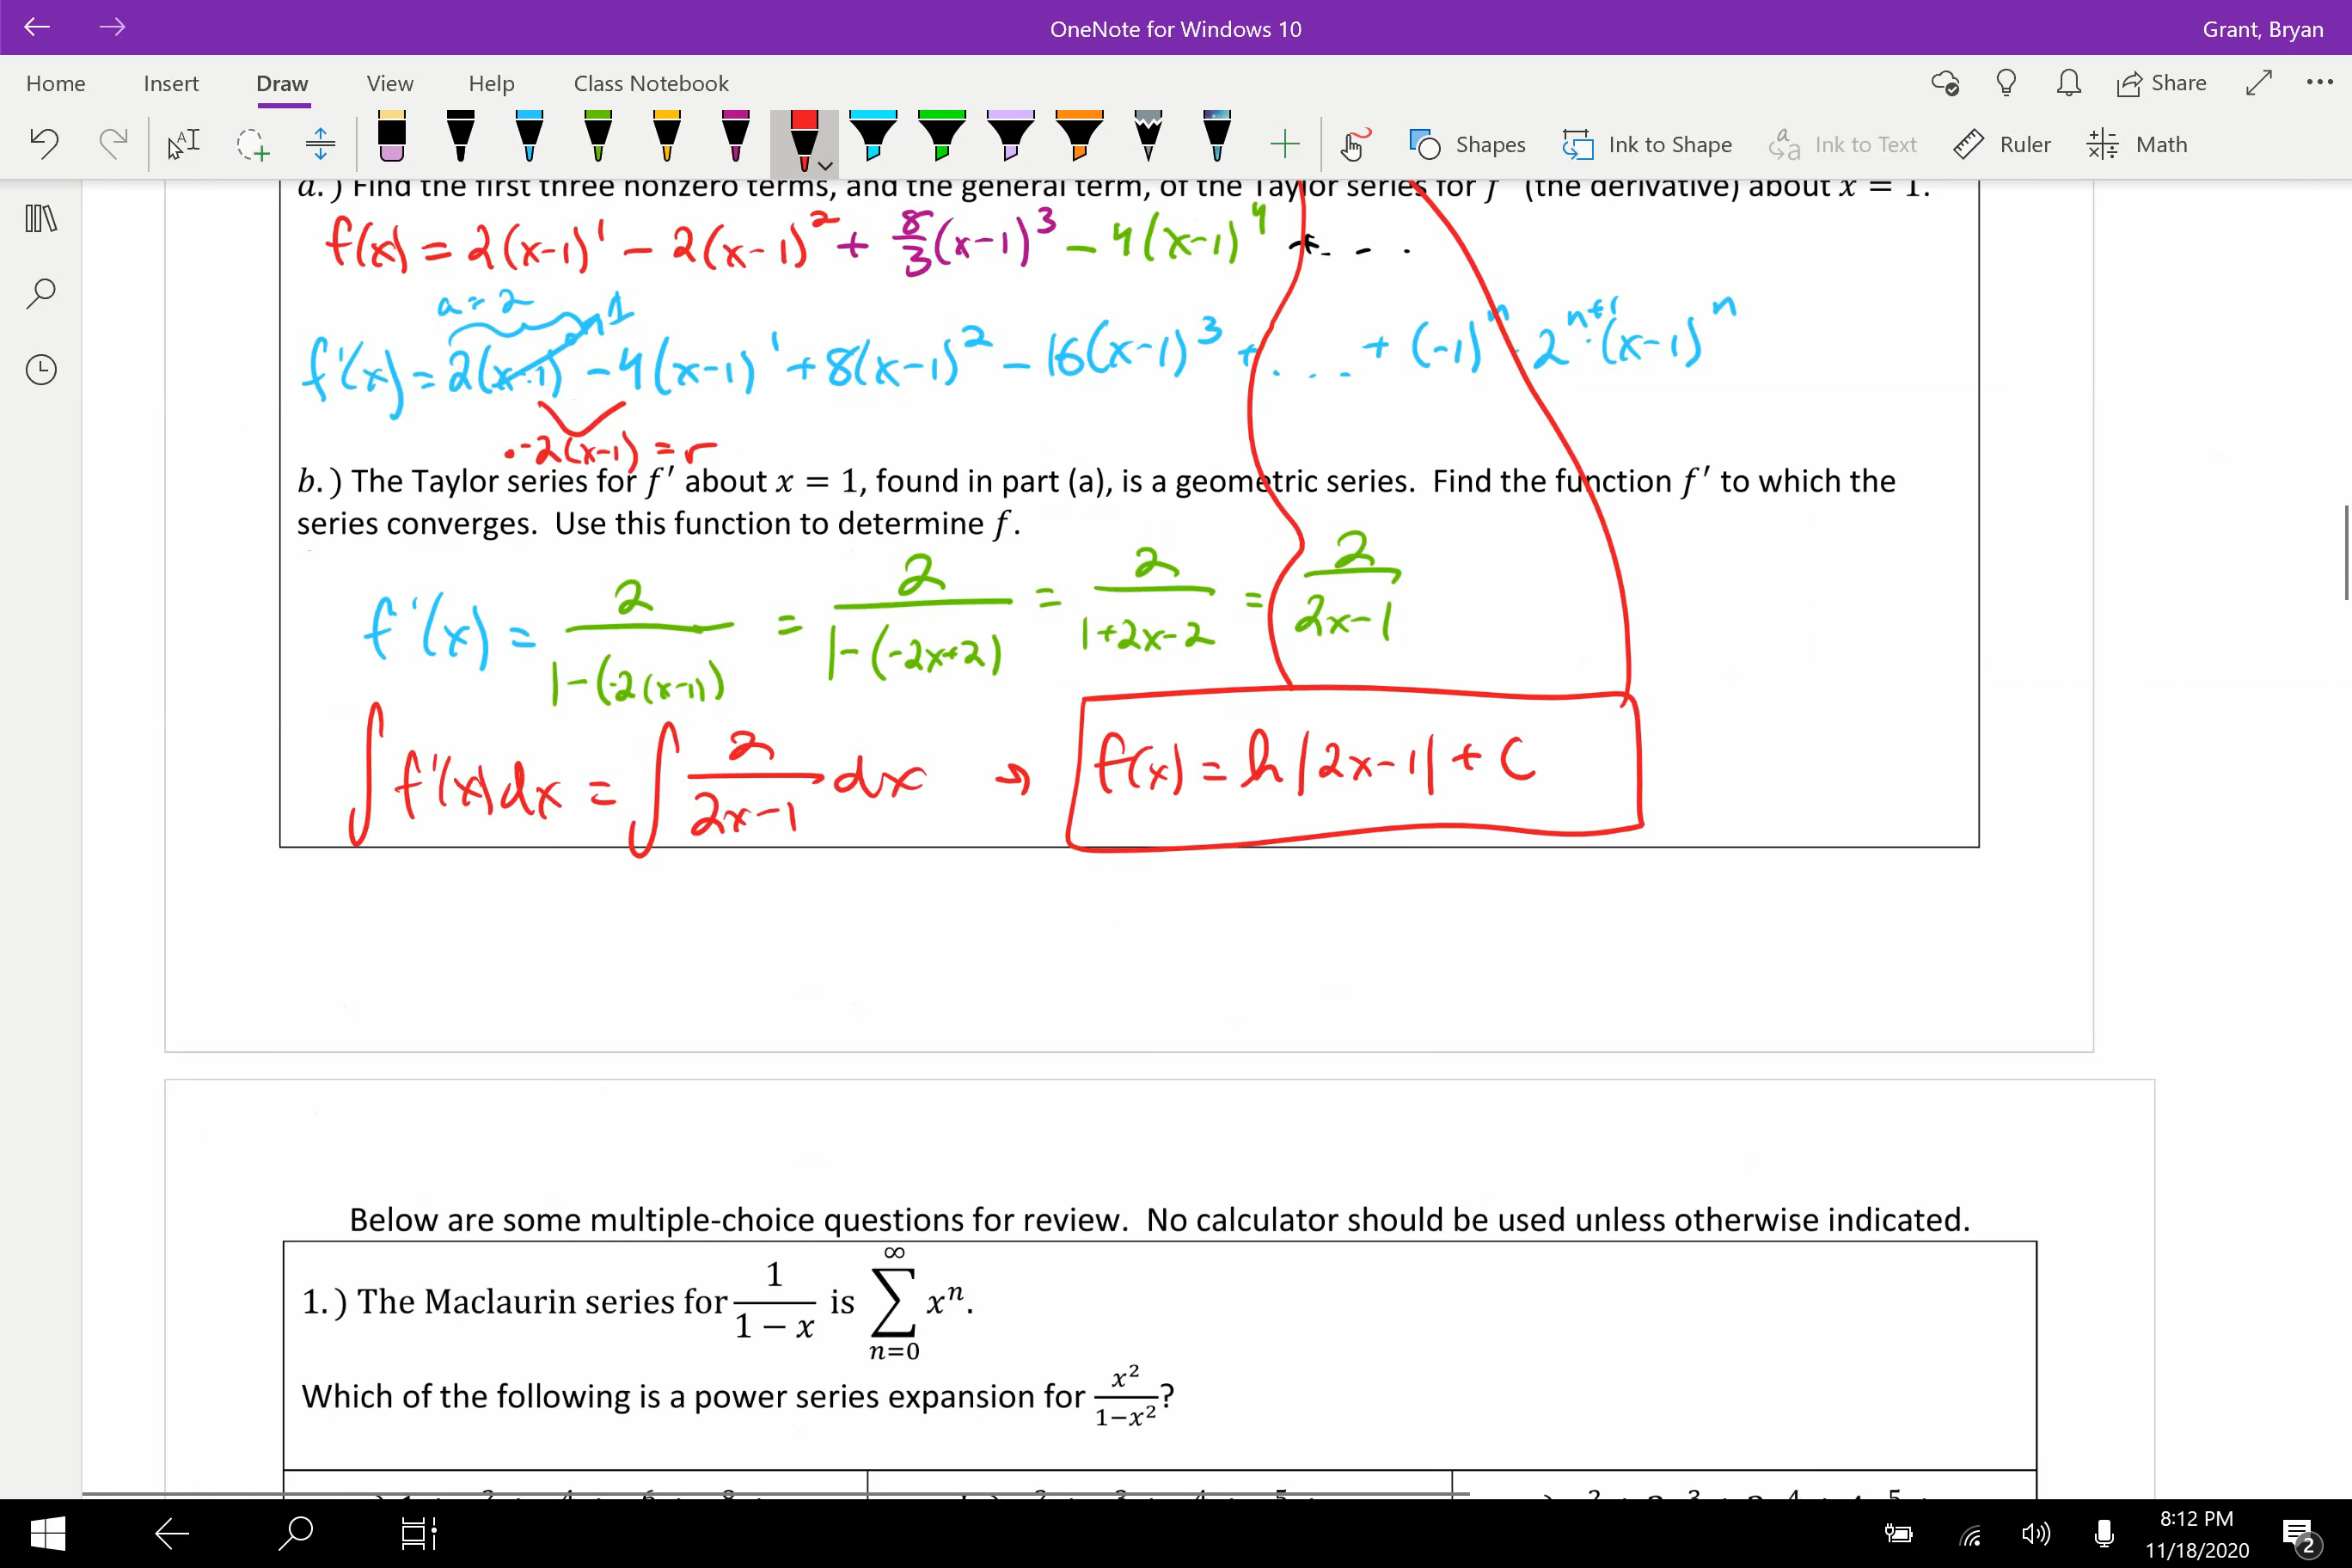 OneNote for Windows 10
Grant, Bryan
Home Insert Draw View Help Class Notebook
Share
Shapes Ink to Shape Ink to Text Ruler Math
a.) Find the first three nonzero terms, and the general term, of the Taylor series for f (the derivative) about x = 1.
f(x) = 2(x-1)¹ - 2(x-1)² + 8/3(x-1)³ - 4(x-1)⁴ + - - .
a = 2
f'(x) = 2(x-1) 1 - 4(x-1)¹ + 8(x-1)² - 16(x-1)³ + . . . + (-1)ⁿ · 2ⁿ⁺¹ · (x-1)ⁿ
· -2(x-1) = r
b.) The Taylor series for f′ about x = 1, found in part (a), is a geometric series. Find the function f′ to which the
series converges. Use this function to determine f.
f'(x) = 2/(1-(-2(x-1)) = 2/(1-(-2x+2)) = 2/(1+2x-2) = 2/(2x-1)
∫f'(x)dx = ∫ 2/(2x-1) dx → f(x) = ln|2x-1| + C
Below are some multiple-choice questions for review. No calculator should be used unless otherwise indicated.
1.) The Maclaurin series for 1/(1 − x) is ∑ n=0 ∞ xⁿ.
Which of the following is a power series expansion for x²/(1−x²)?
8:12 PM
11/18/2020
2